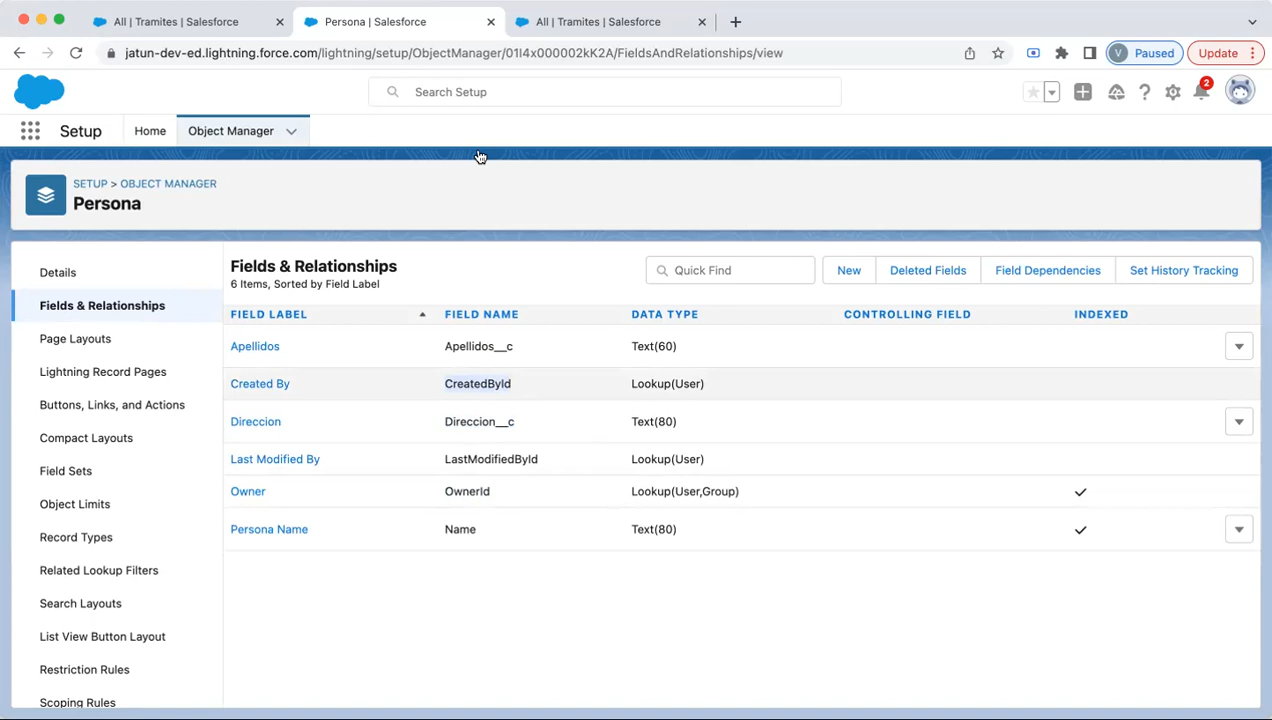 All | Tramites | Salesforce
Persona | Salesforce
All | Tramites | Salesforce
jatun-dev-ed.lightning.force.com/lightning/setup/ObjectManager/01I4x000002kK2A/FieldsAndRelationships/view
V Paused
Update
Search Setup
2
Setup
Home
Object Manager
SETUP > OBJECT MANAGER
Persona
Details
Fields & Relationships
Page Layouts
Lightning Record Pages
Buttons, Links, and Actions
Compact Layouts
Field Sets
Object Limits
Record Types
Related Lookup Filters
Search Layouts
List View Button Layout
Restriction Rules
Scoping Rules
Fields & Relationships
6 Items, Sorted by Field Label
Quick Find
New
Deleted Fields
Field Dependencies
Set History Tracking
FIELD LABEL FIELD NAME DATA TYPE CONTROLLING FIELD INDEXED
Apellidos Apellidos__c Text(60)
Created By CreatedById Lookup(User)
Direccion Direccion__c Text(80)
Last Modified By LastModifiedById Lookup(User)
Owner OwnerId Lookup(User,Group)
Persona Name Name Text(80)